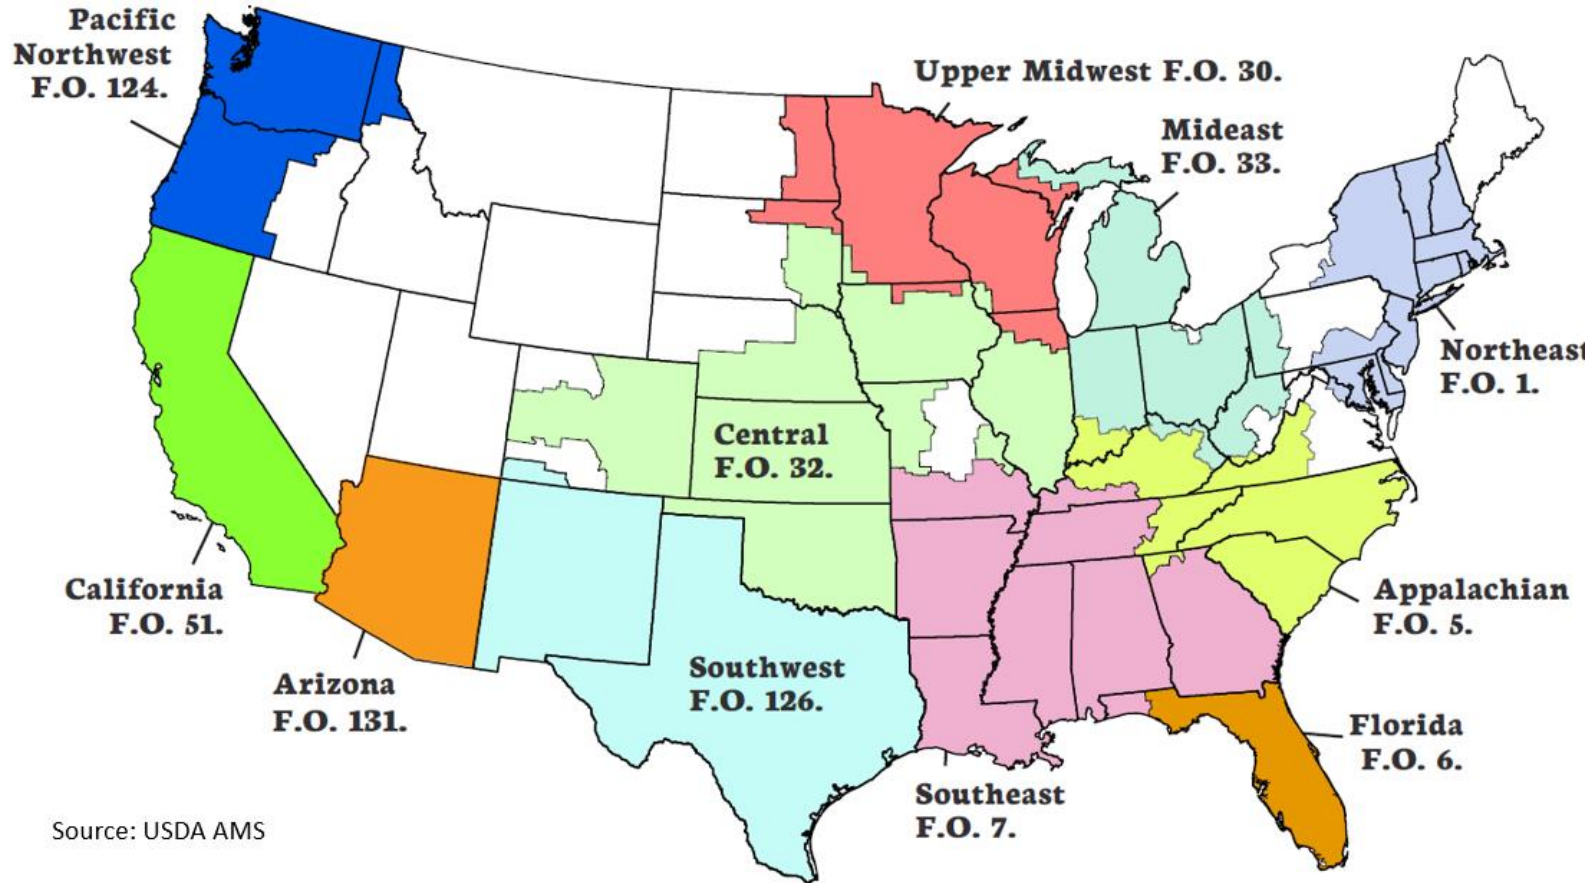 Pacific
Northwest
F.O. 124.
Upper Midwest F.O. 30.
Mideast
F.O. 33.
Northeast
F.O. 1.
Central
F.O. 32.
California
F.O. 51.
Arizona
F.O. 131.
Southwest
F.O. 126.
Appalachian
F.O. 5.
Florida
F.O. 6.
Southeast
F.O. 7.
Source: USDA AMS